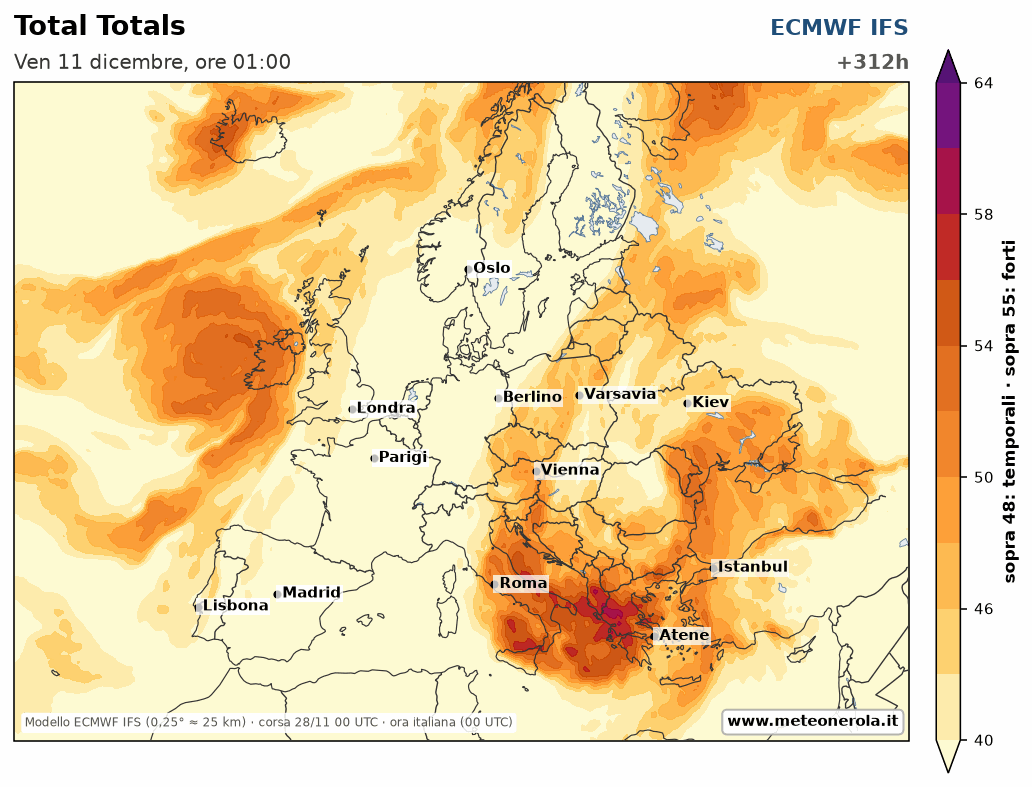 Total Totals
ECMWF IFS
Ven 11 dicembre, ore 01:00
+312h
64
58
54
50
46
40
sopra 48: temporali · sopra 55: forti
Oslo
Berlino
Varsavia
Kiev
Londra
Parigi
Vienna
Istanbul
Roma
Madrid
Lisbona
Atene
Modello ECMWF IFS (0,25° ≈ 25 km) · corsa 28/11 00 UTC · ora italiana (00 UTC)
www.meteonerola.it